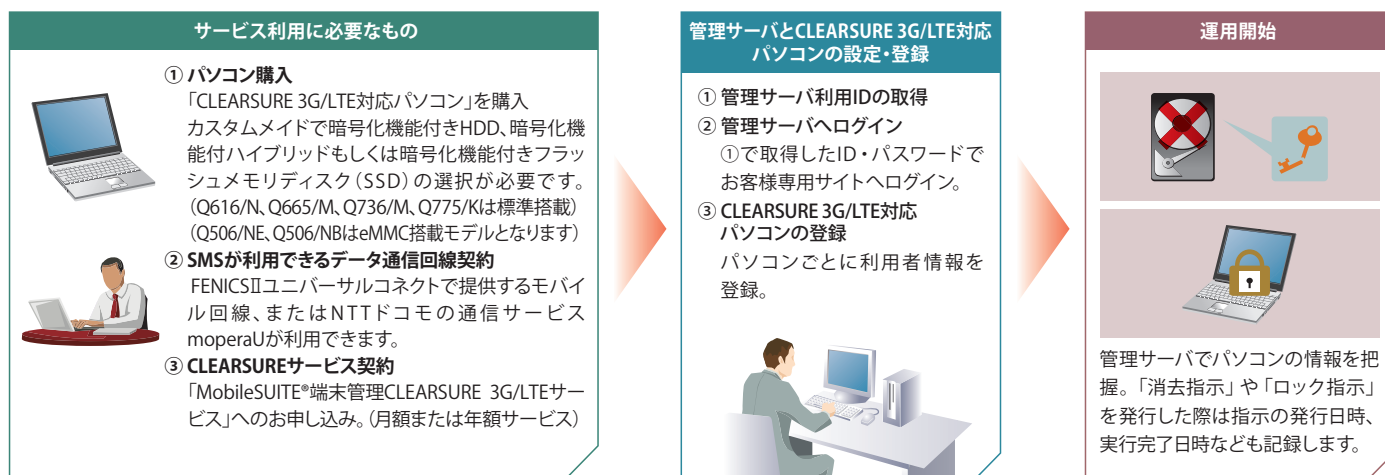 サービス利用に必要なもの
① パソコン購入
「CLEARSURE 3G/LTE対応パソコン」を購入
カスタムメイドで暗号化機能付きHDD、暗号化機
能付ハイブリッドもしくは暗号化機能付きフラッ
シュメモリディスク（SSD）の選択が必要です。
（Q616/N、Q665/M、Q736/M、Q775/Kは標準搭載）
（Q506/NE、Q506/NBはeMMC搭載モデルとなります）
② SMSが利用できるデータ通信回線契約
FENICSⅡユニバーサルコネクトで提供するモバイ
ル回線、またはNTTドコモの通信サービス
moperaUが利用できます。
③ CLEARSUREサービス契約
「MobileSUITE®端末管理CLEARSURE 3G/LTEサー
ビス」へのお申し込み。（月額または年額サービス）
管理サーバとCLEARSURE 3G/LTE対応
パソコンの設定・登録
① 管理サーバ利用IDの取得
② 管理サーバへログイン
①で取得したID・パスワードで
お客様専用サイトへログイン。
③ CLEARSURE 3G/LTE対応
パソコンの登録
パソコンごとに利用者情報を
登録。
運用開始
管理サーバでパソコンの情報を把
握。「消去指示」や「ロック指示」
を発行した際は指示の発行日時、
実行完了日時なども記録します。